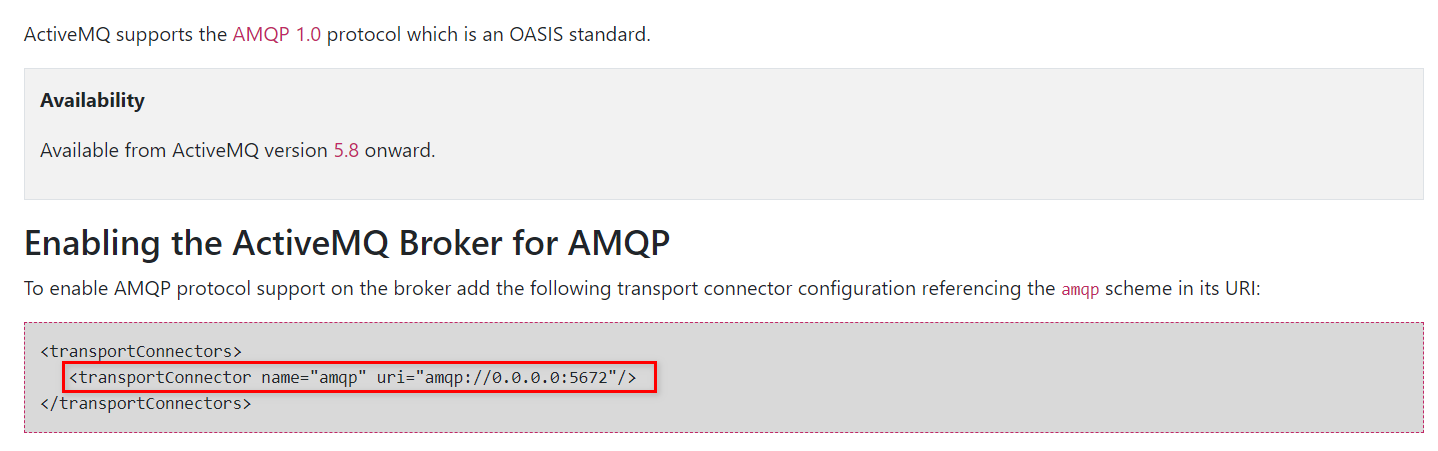 ActiveMQ supports the AMQP 1.0 protocol which is an OASIS standard.
Availability
Available from ActiveMQ version 5.8 onward.
Enabling the ActiveMQ Broker for AMQP
To enable AMQP protocol support on the broker add the following transport connector configuration referencing the amqp scheme in its URI:
<transportConnectors>
<transportConnector name="amqp" uri="amqp://0.0.0.0:5672"/>
</transportConnectors>